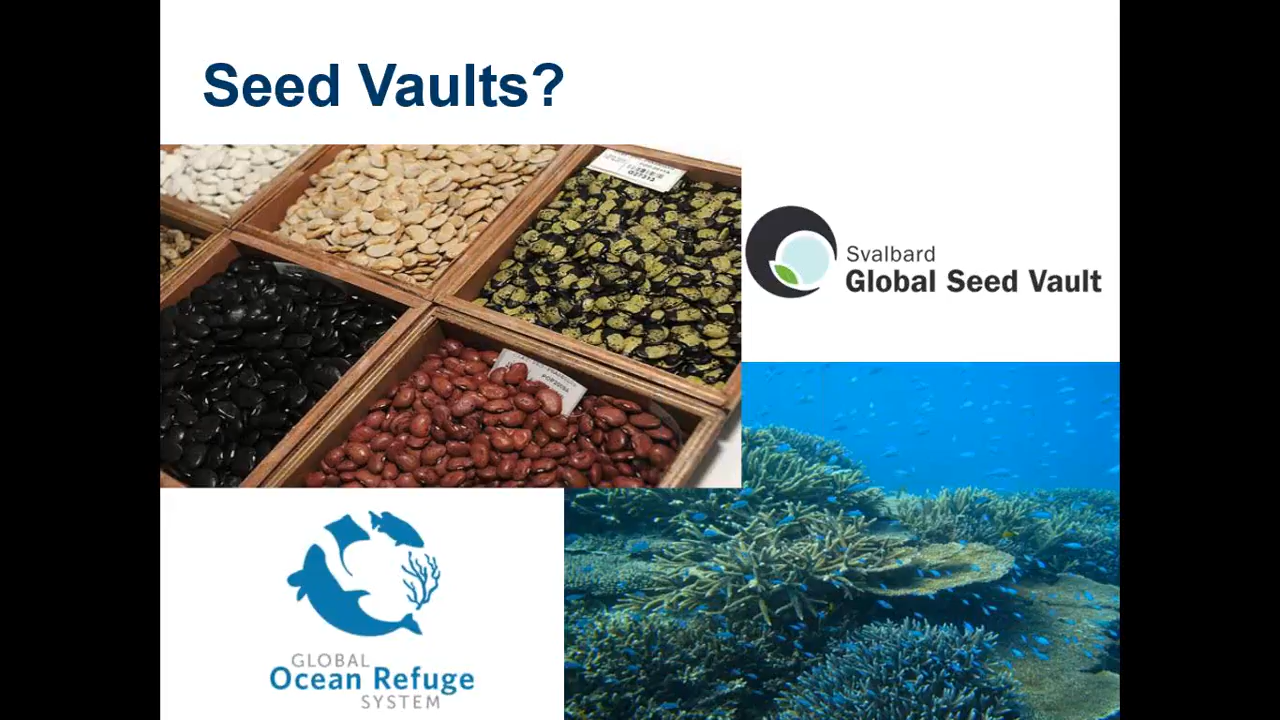 Seed Vaults?
Svalbard
Global Seed Vault
GLOBAL
Ocean Refuge
SYSTEM